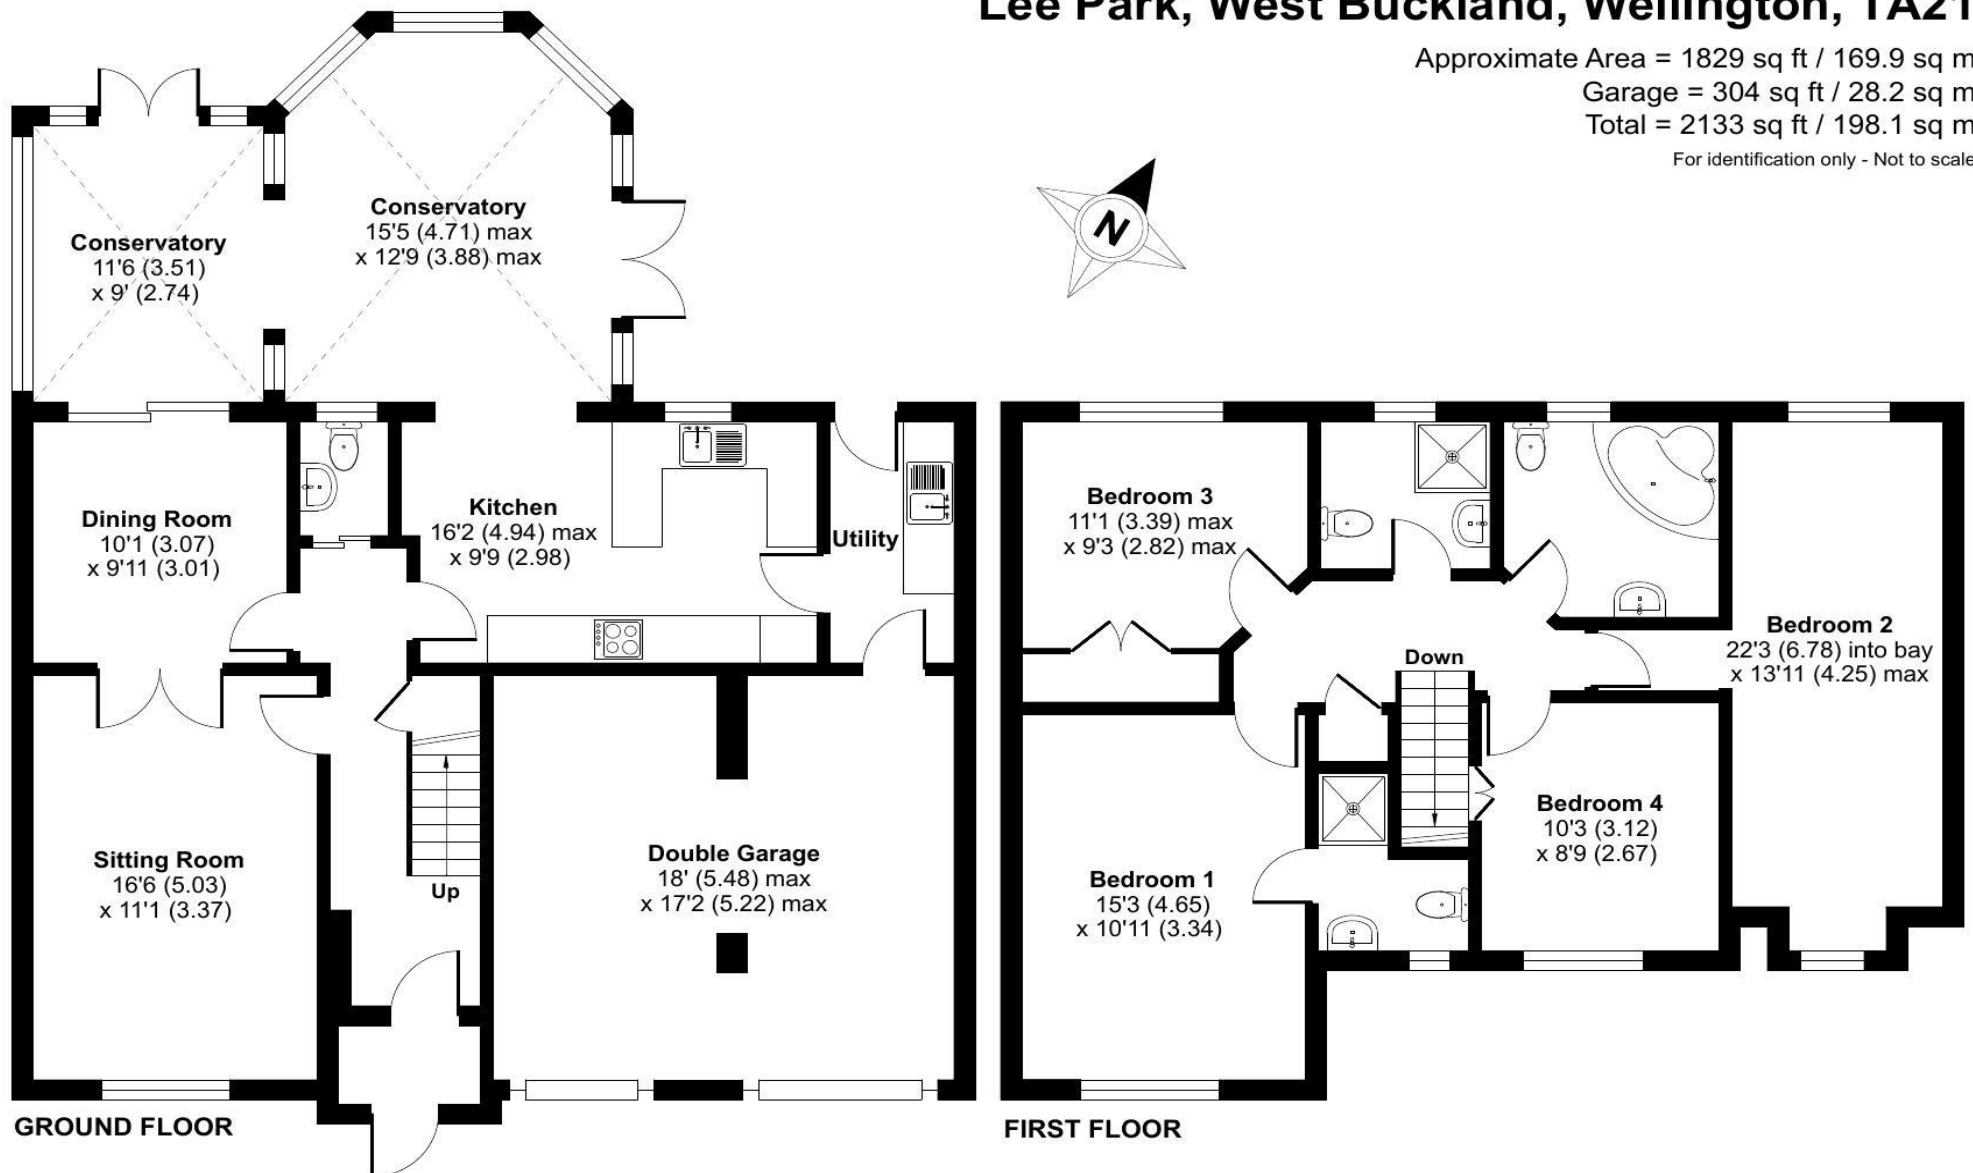 Lee Park, West Buckland, Wellington, TA21
Approximate Area = 1829 sq ft / 169.9 sq m
Garage = 304 sq ft / 28.2 sq m
Total = 2133 sq ft / 198.1 sq m
For identification only - Not to scale
N
Conservatory
11'6 (3.51)
x 9' (2.74)
Conservatory
15'5 (4.71) max
x 12'9 (3.88) max
Dining Room
10'1 (3.07)
x 9'11 (3.01)
Kitchen
16'2 (4.94) max
x 9'9 (2.98)
Utility
Sitting Room
16'6 (5.03)
x 11'1 (3.37)
Up
Double Garage
18' (5.48) max
x 17'2 (5.22) max
GROUND FLOOR
Bedroom 3
11'1 (3.39) max
x 9'3 (2.82) max
Down
Bedroom 2
22'3 (6.78) into bay
x 13'11 (4.25) max
Bedroom 1
15'3 (4.65)
x 10'11 (3.34)
Bedroom 4
10'3 (3.12)
x 8'9 (2.67)
FIRST FLOOR